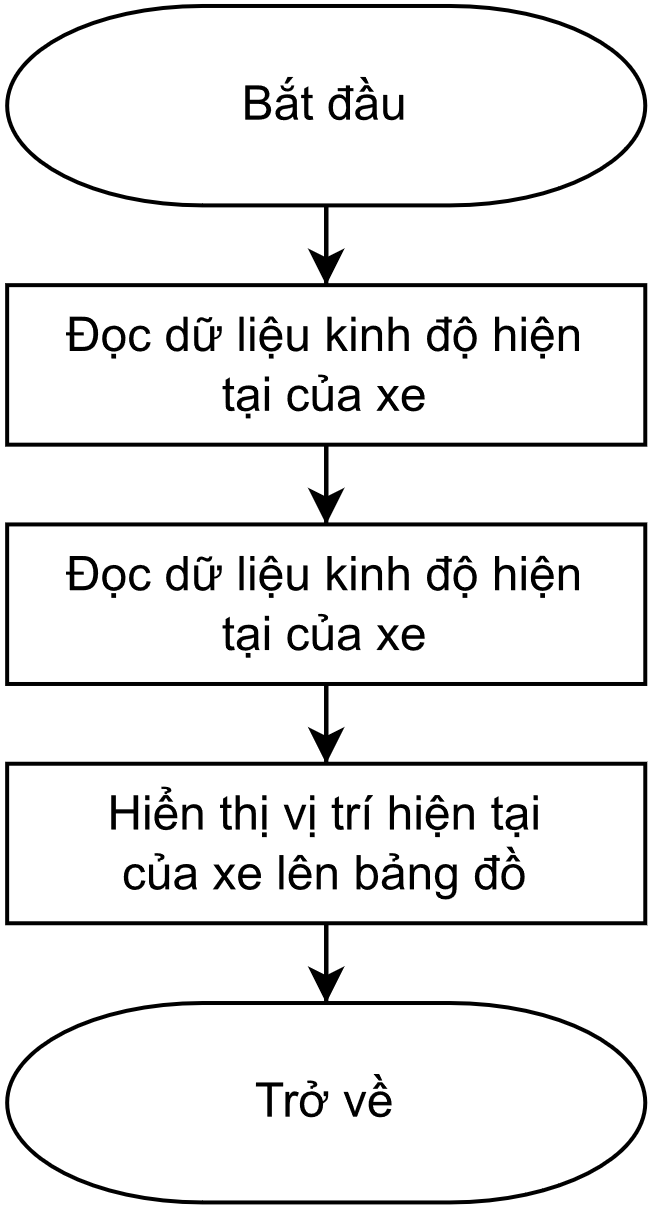 Bắt đầu
Đọc dữ liệu kinh độ hiện
tại của xe
Đọc dữ liệu kinh độ hiện
tại của xe
Hiển thị vị trí hiện tại
của xe lên bảng đồ
Trở về